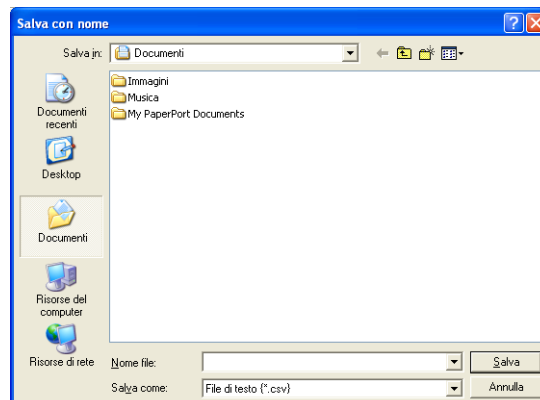 Salva con nome
Salva in:
Documenti
Documenti
recenti
Desktop
Documenti
Risorse del
computer
Risorse di rete
Immagini
Musica
My PaperPort Documents
Nome file:
Salva
Salva come:
File di testo (*.csv)
Annulla